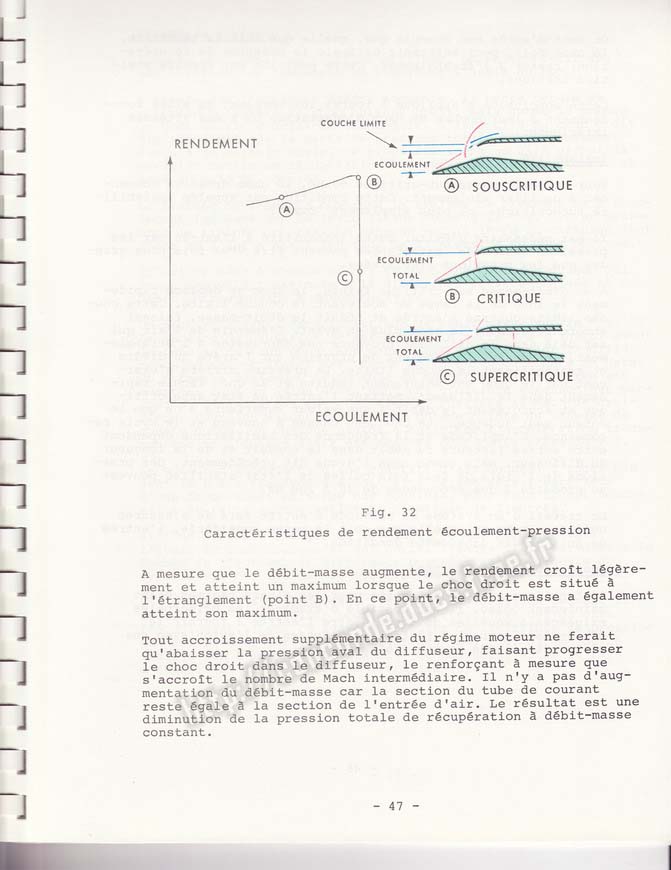 COUCHE LIMITE
RENDEMENT
ECOULEMENT
A
B
C
A SOUSCRITIQUE
ECOULEMENT
TOTAL
B CRITIQUE
ECOULEMENT
TOTAL
C SUPERCRITIQUE
ECOULEMENT
Fig. 32
Caractéristiques de rendement écoulement-pression
A mesure que le débit-masse augmente, le rendement croît légère-
ment et atteint un maximum lorsque le choc droit est situé à
l'étranglement (point B). En ce point, le débit-masse a également
atteint son maximum.
Tout accroissement supplémentaire du régime moteur ne ferait
qu'abaisser la pression aval du diffuseur, faisant progresser
le choc droit dans le diffuseur, le renforçant à mesure que
s'accroît le nombre de Mach intermédiaire. Il n'y a pas d'aug-
mentation du débit-masse car la section du tube de courant
reste égale à la section de l'entrée d'air. Le résultat est une
diminution de la pression totale de récupération à débit-masse
constant.
- 47 -